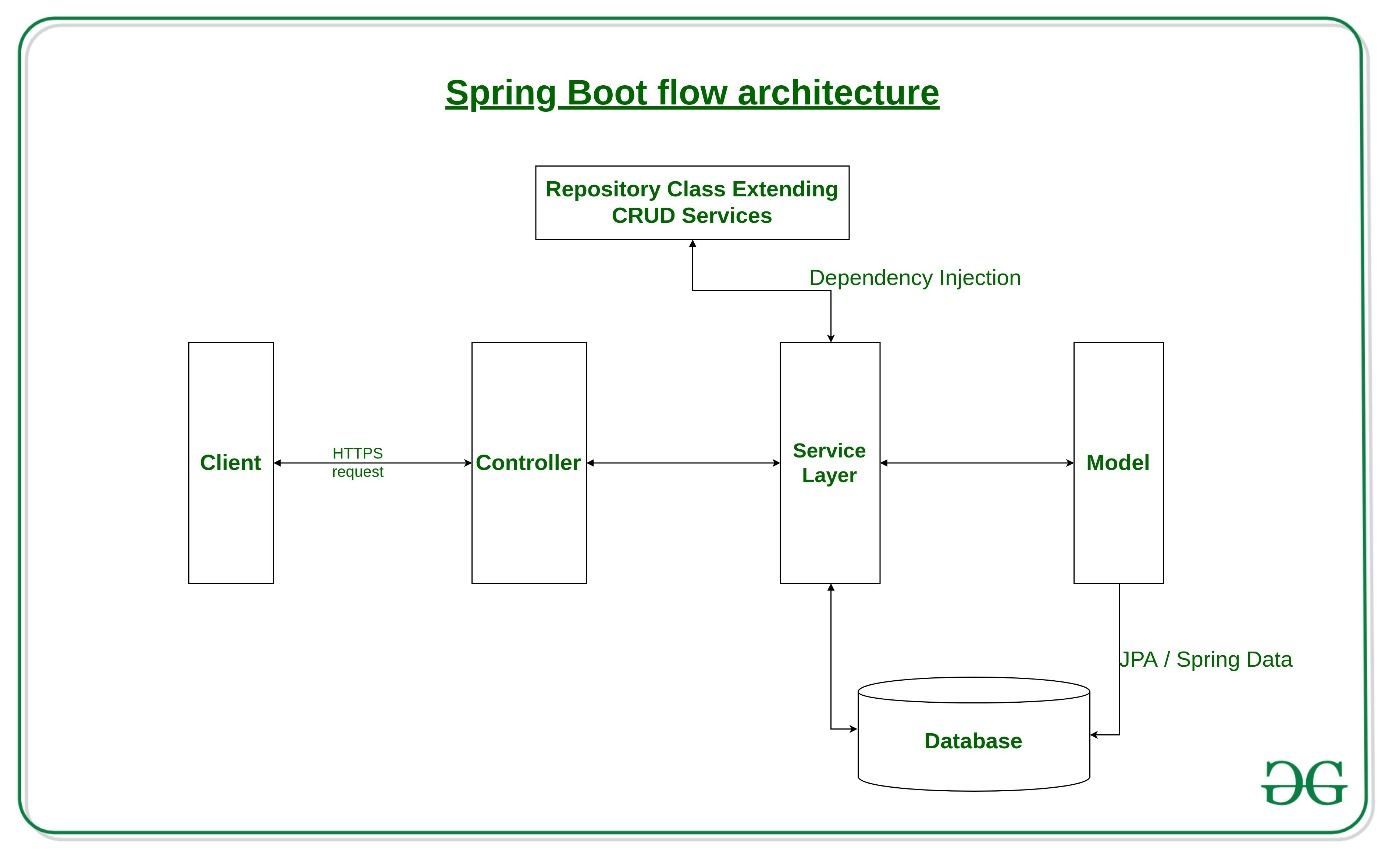 Spring Boot flow architecture
Repository Class Extending
CRUD Services
Dependency Injection
Client
HTTPS
request
Controller
Service
Layer
Model
JPA / Spring Data
Database